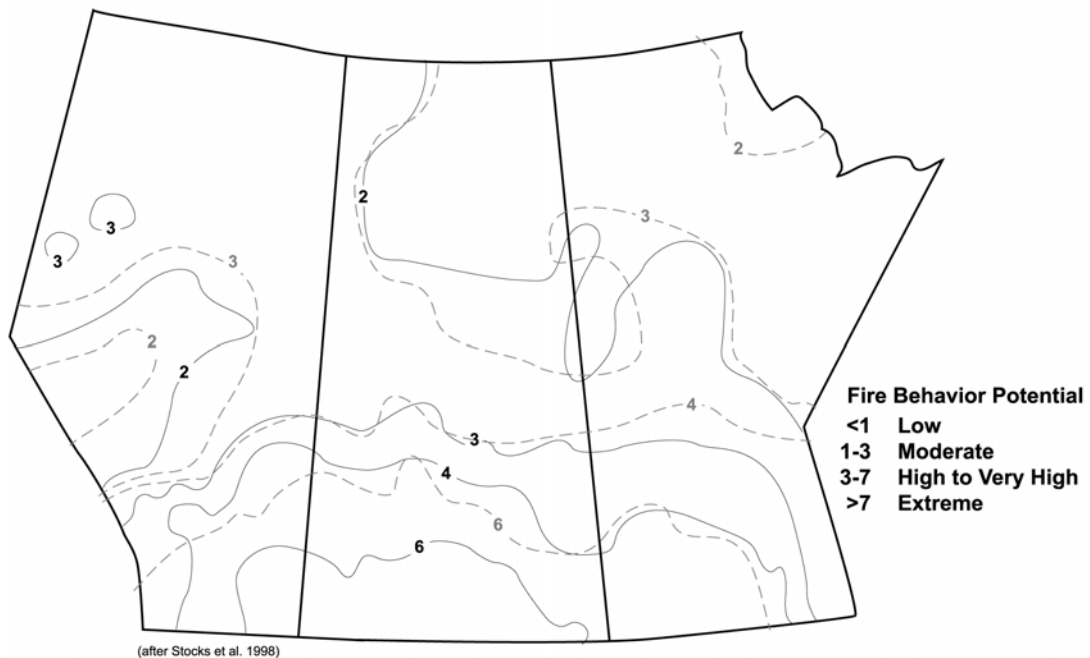 2
2
3
3
3
3
2
2
4
3
4
6
6
Fire Behavior Potential
<1 Low
1-3 Moderate
3-7 High to Very High
>7 Extreme
(after Stocks et al. 1998)